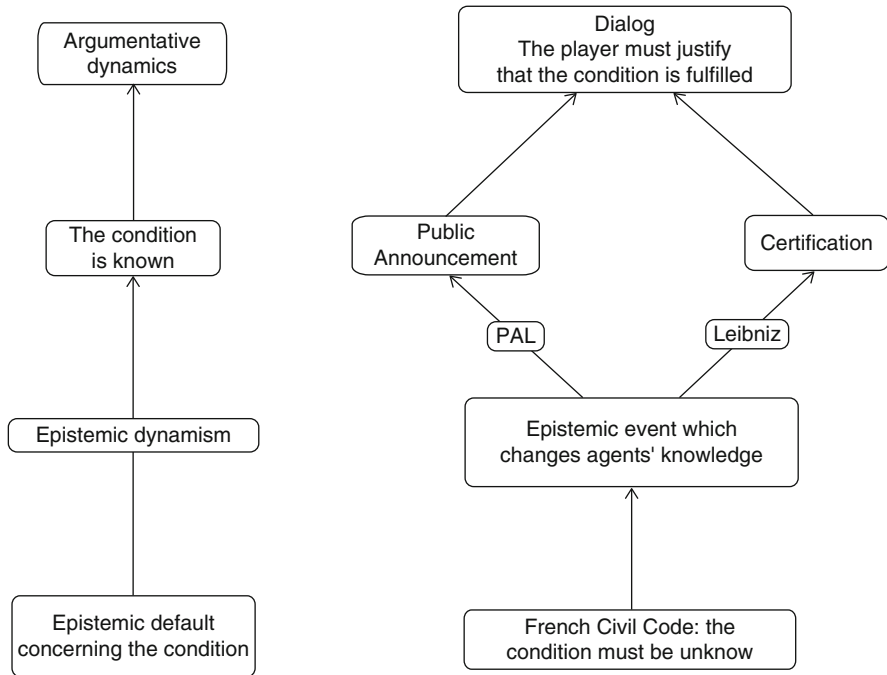 Argumentative
dynamics
The condition
is known
Epistemic dynamism
Epistemic default
concerning the condition
Dialog
The player must justify
that the condition is fulfilled
Public
Announcement
Certification
PAL
Leibniz
Epistemic event which
changes agents' knowledge
French Civil Code: the
condition must be unknow